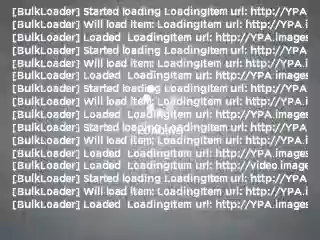 [BulkLoader] Started loading LoadingItem url: http://YPA
[BulkLoader] Will load item: LoadingItem url: http://YPA.i
[BulkLoader] Loaded LoadingItem url: http://YPA.images
[BulkLoader] Started loading LoadingItem url: http://YPA
[BulkLoader] Will load item: LoadingItem url: http://YPA.i
[BulkLoader] Loaded LoadingItem url: http://YPA.images
[BulkLoader] Started loading LoadingItem url: http://YPA
[BulkLoader] Will load item: LoadingItem url: http://YPA.i
[BulkLoader] Loaded LoadingItem url: http://YPA.images
[BulkLoader] Started loading LoadingItem url: http://YPA
LOADING
[BulkLoader] Will load item: LoadingItem url: http://YPA.i
[BulkLoader] Loaded LoadingItem url: http://YPA.images
[BulkLoader] Loaded LoadingItem url: http://video.image
[BulkLoader] Started loading LoadingItem url: http://YPA
[BulkLoader] Will load item: LoadingItem url: http://YPA.i
[BulkLoader] Loaded LoadingItem url: http://YPA.images